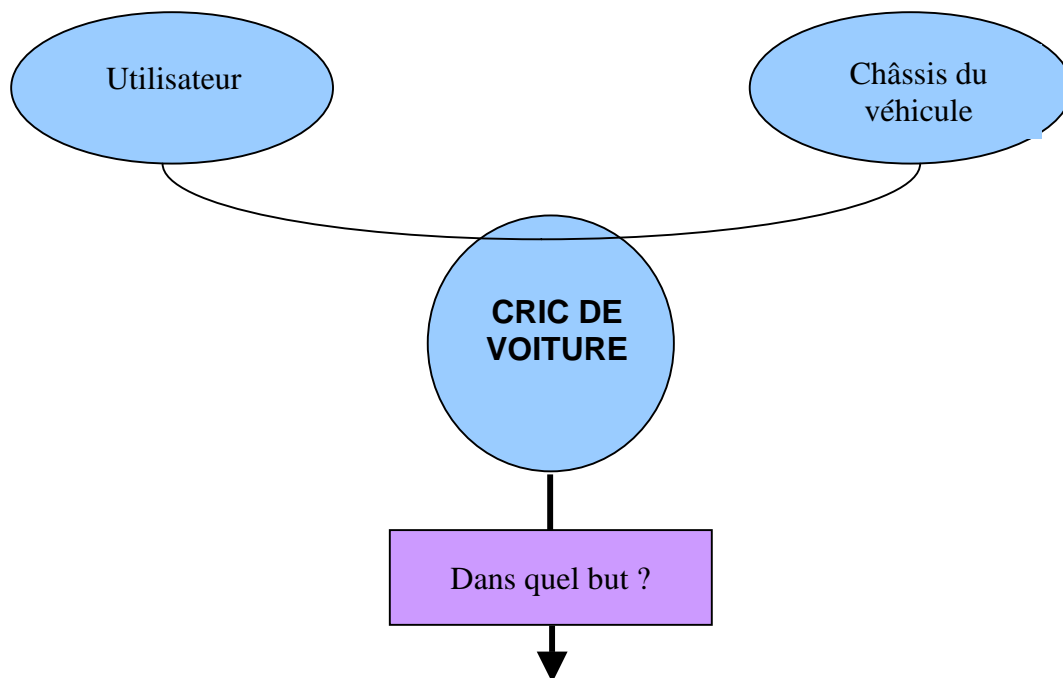 Utilisateur
Châssis du
véhicule
CRIC DE
VOITURE
Dans quel but ?